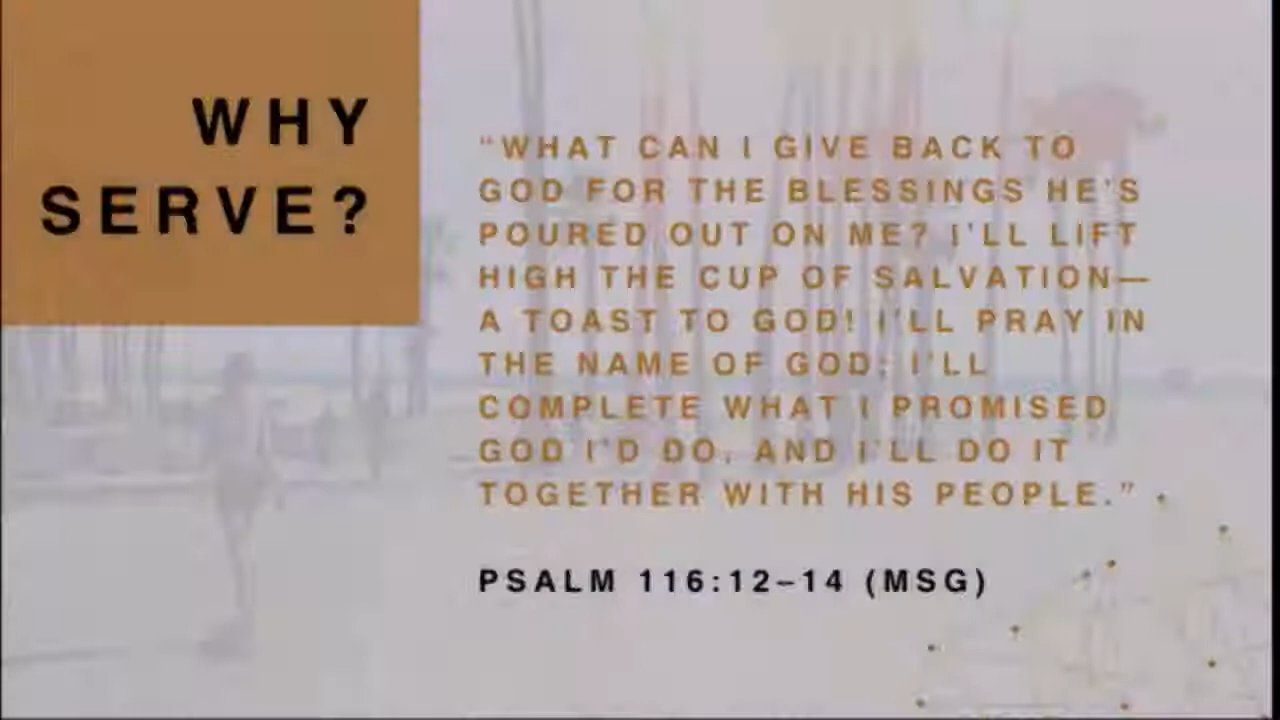 WHY
SERVE?
"WHAT CAN I GIVE BACK TO
GOD FOR THE BLESSINGS HE'S
POURED OUT ON ME? I'LL LIFT
HIGH THE CUP OF SALVATION—
A TOAST TO GOD! I'LL PRAY IN
THE NAME OF GOD; I'LL
COMPLETE WHAT I PROMISED
GOD I'D DO, AND I'LL DO IT
TOGETHER WITH HIS PEOPLE."
PSALM 116:12–14 (MSG)